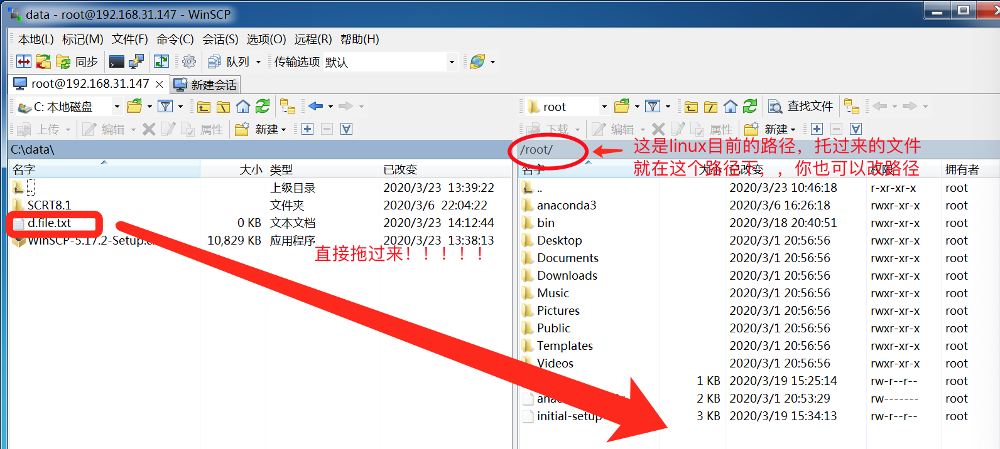 data - root@192.168.31.147 - WinSCP
本地(L) 标记(M) 文件(F) 命令(C) 会话(S) 选项(O) 远程(R) 帮助(H)
同步 队列 传输选项 默认
root@192.168.31.147 新建会话
C: 本地磁盘
root 查找文件
上传 编辑 属性 新建
下载 编辑 属性 新建
C:\data\
/root/
这是linux目前的路径，托过来的文件
就在这个路径下，，你也可以改路径
名字 大小 类型 已改变
.. 上级目录 2020/3/23 13:39:22
SCRT8.1 文件夹 2020/3/6 22:04:22
d.file.txt 0 KB 文本文档 2020/3/23 14:12:44
WinSCP-5.17.2-Setup. 10,829 KB 应用程序 2020/3/23 13:38:13
直接拖过来！！！！！
名字 大小 已改变 权限 拥有者
.. 2020/3/23 10:46:18 r-xr-xr-x root
anaconda3 2020/3/6 16:26:18 rwxr-xr-x root
bin 2020/3/18 20:40:51 rwxr-xr-x root
Desktop 2020/3/1 20:56:56 rwxr-xr-x root
Documents 2020/3/1 20:56:56 rwxr-xr-x root
Downloads 2020/3/1 20:56:56 rwxr-xr-x root
Music 2020/3/1 20:56:56 rwxr-xr-x root
Pictures 2020/3/1 20:56:56 rwxr-xr-x root
Public 2020/3/1 20:56:56 rwxr-xr-x root
Templates 2020/3/1 20:56:56 rwxr-xr-x root
Videos 2020/3/1 20:56:56 rwxr-xr-x root
1 KB 2020/3/19 15:25:14 rw-r--r-- root
2 KB 2020/3/1 20:53:29 rw------- root
initial-setup 3 KB 2020/3/19 15:34:13 rw-r--r-- root